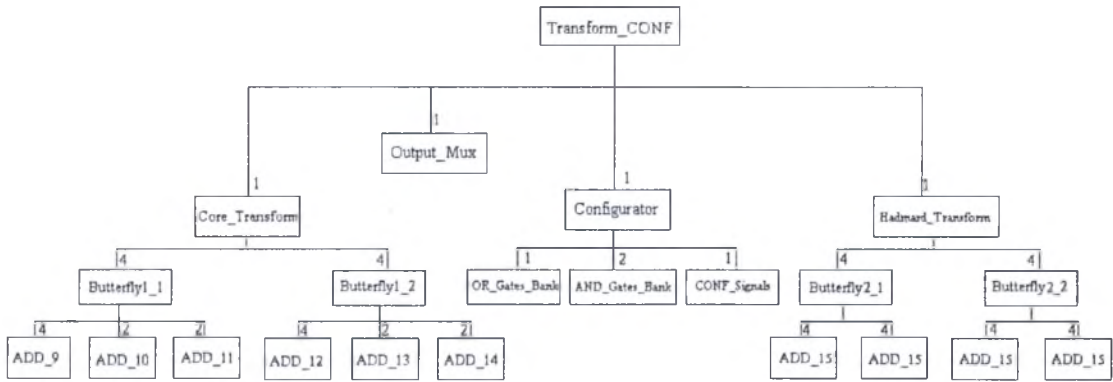 Transform_CONF
1
Output_Mux
1
Core_Transform
1
Configurator
1
Hadmard_Transform
4
4
1
2
1
4
4
Butterfly1_1
Butterfly1_2
OR_Gates_Bank
AND_Gates_Bank
CONF_Signals
Butterfly2_1
Butterfly2_2
4
2
2
4
2
2
4
4
4
4
ADD_9
ADD_10
ADD_11
ADD_12
ADD_13
ADD_14
ADD_15
ADD_15
ADD_15
ADD_15